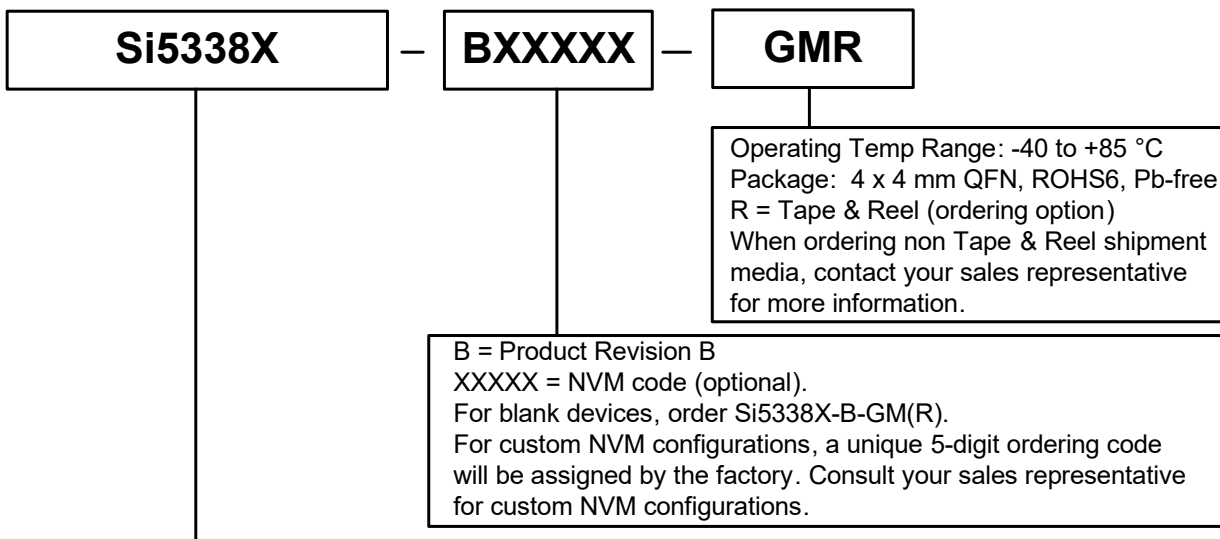 Si5338X – BXXXXX – GMR
Operating Temp Range: -40 to +85 °C
Package:  4 x 4 mm QFN, ROHS6, Pb-free
R = Tape & Reel (ordering option)
When ordering non Tape & Reel shipment
media, contact your sales representative
for more information.
B = Product Revision B
XXXXX = NVM code (optional).
For blank devices, order Si5338X-B-GM(R).
For custom NVM configurations, a unique 5-digit ordering code
will be assigned by the factory. Consult your sales representative
for custom NVM configurations.